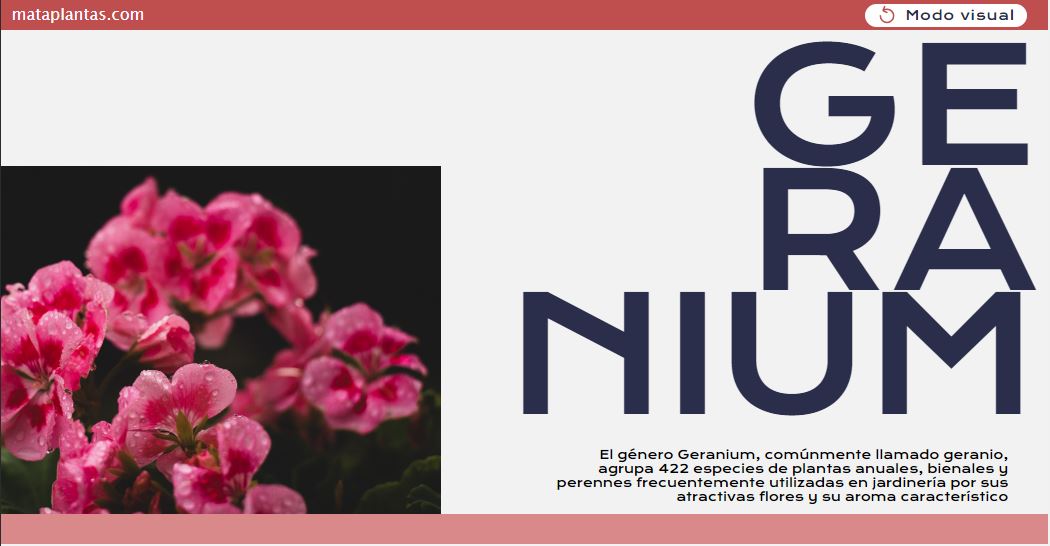 mataplantas.com
Modo visual
GE
RA
NIUM
El género Geranium, comúnmente llamado geranio,
agrupa 422 especies de plantas anuales, bienales y
perennes frecuentemente utilizadas en jardinería por sus
atractivas flores y su aroma característico